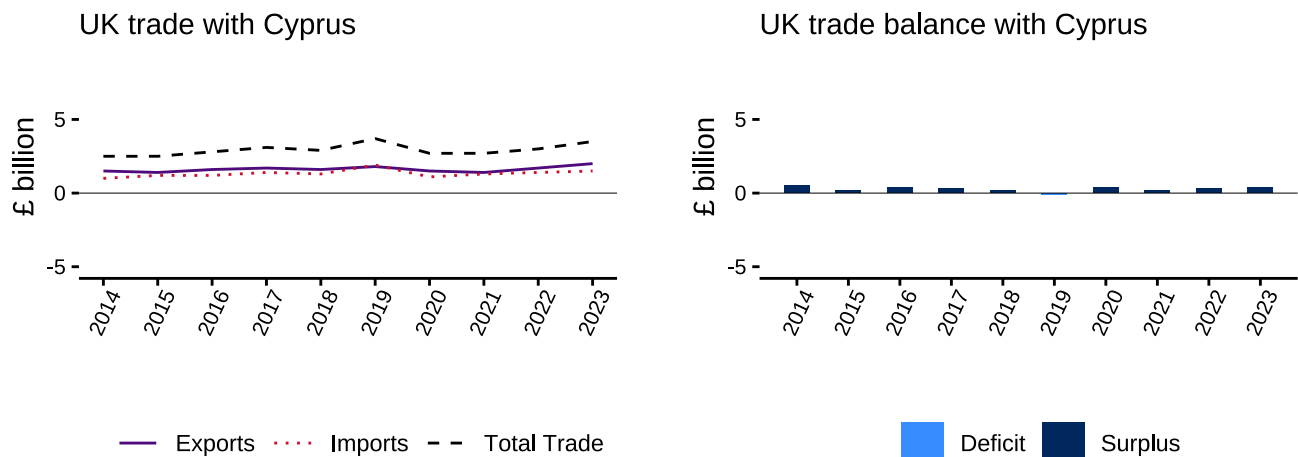 UK trade with Cyprus
£ billion
5
0
-5
2014
2015
2016
2017
2018
2019
2020
2021
2022
2023
Exports
Imports
Total Trade
UK trade balance with Cyprus
£ billion
5
0
-5
2014
2015
2016
2017
2018
2019
2020
2021
2022
2023
Deficit
Surplus